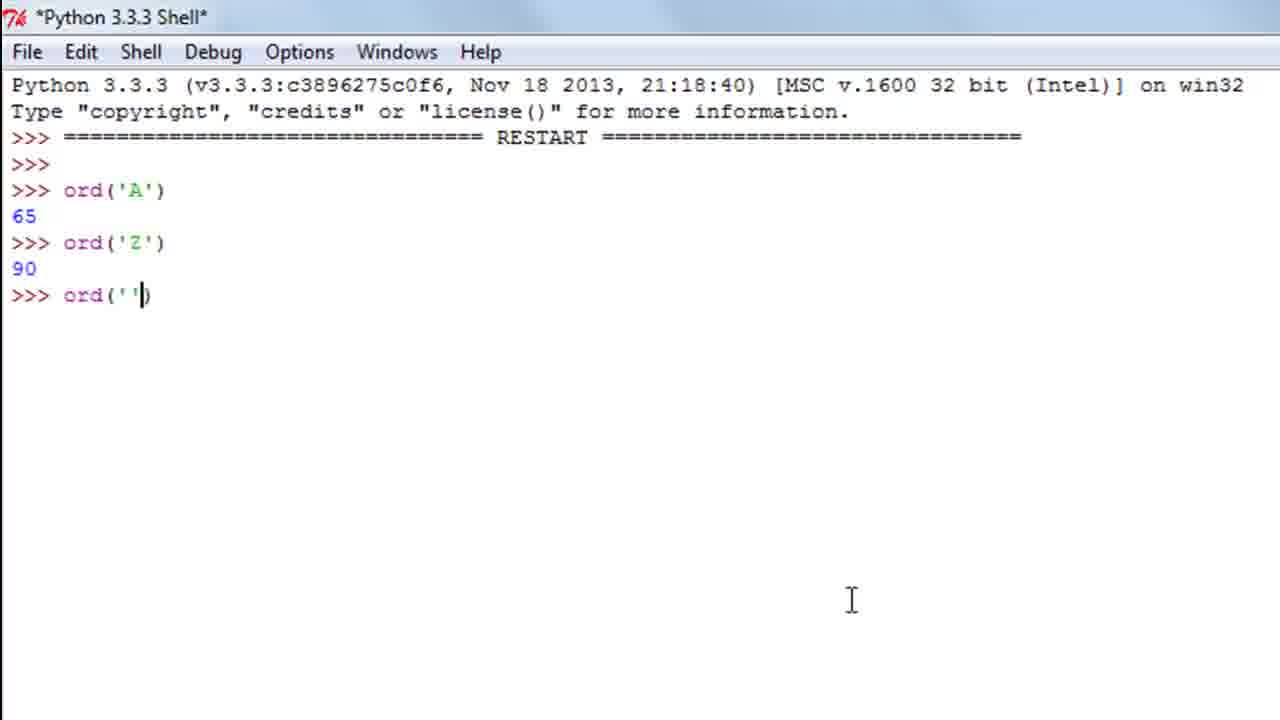 *Python 3.3.3 Shell*
File Edit Shell Debug Options Windows Help
Python 3.3.3 (v3.3.3:c3896275c0f6, Nov 18 2013, 21:18:40) [MSC v.1600 32 bit (Intel)] on win32
Type "copyright", "credits" or "license()" for more information.
>>> ================================ RESTART ================================
>>>
>>> ord('A')
65
>>> ord('Z')
90
>>> ord('')